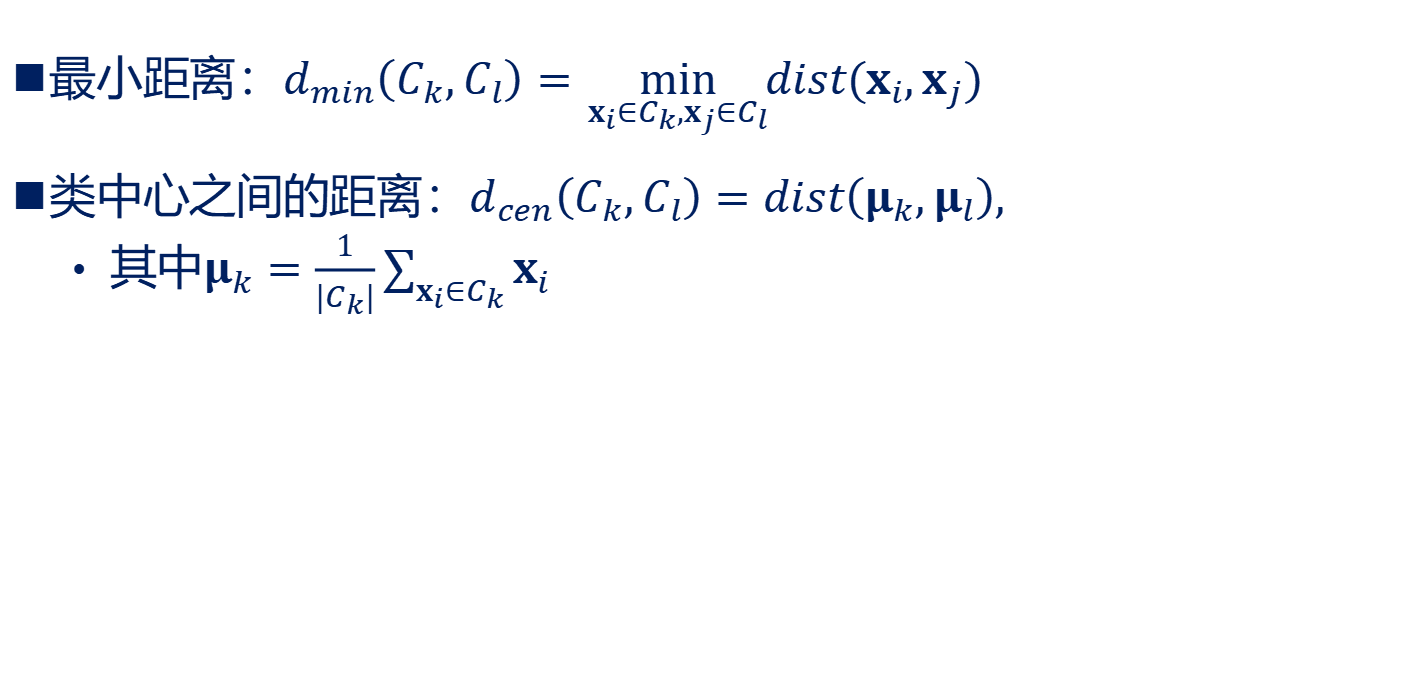 ■最小距离：$d_{min}(C_k, C_l) = \min_{\mathbf{x}_i \in C_k, \mathbf{x}_j \in C_l} dist(\mathbf{x}_i, \mathbf{x}_j)$
■类中心之间的距离：$d_{cen}(C_k, C_l) = dist(\boldsymbol{\mu}_k, \boldsymbol{\mu}_l),$
• 其中$\boldsymbol{\mu}_k = \frac{1}{|C_k|} \sum_{\mathbf{x}_i \in C_k} \mathbf{x}_i$